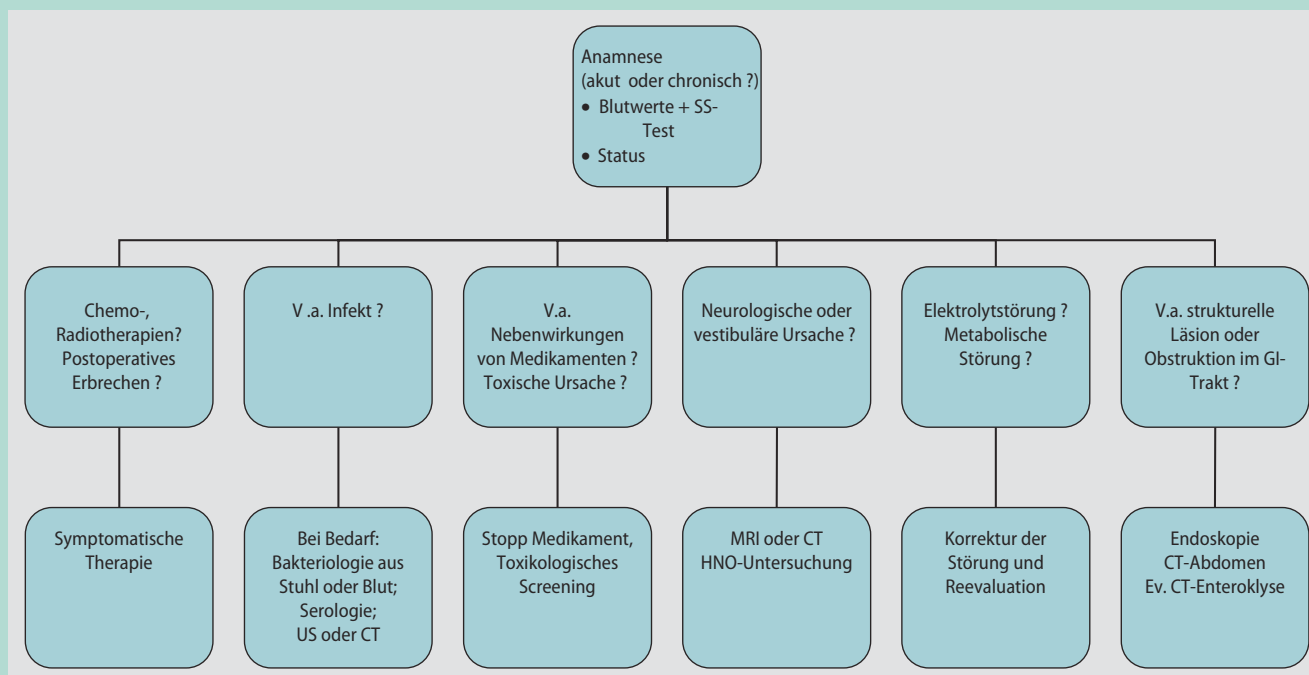 Anamnese
(akut oder chronisch ?)
• Blutwerte + SS-
Test
• Status
Chemo-,
Radiotherapien?
Postoperatives
Erbrechen ?
V .a. Infekt ?
V.a.
Nebenwirkungen
von Medikamenten ?
Toxische Ursache ?
Neurologische oder
vestibuläre Ursache ?
Elektrolytstörung ?
Metabolische
Störung ?
V.a. strukturelle
Läsion oder
Obstruktion im GI-
Trakt ?
Symptomatische
Therapie
Bei Bedarf:
Bakteriologie aus
Stuhl oder Blut;
Serologie;
US oder CT
Stopp Medikament,
Toxikologisches
Screening
MRI oder CT
HNO-Untersuchung
Korrektur der
Störung und
Reevaluation
Endoskopie
CT-Abdomen
Ev. CT-Enteroklyse